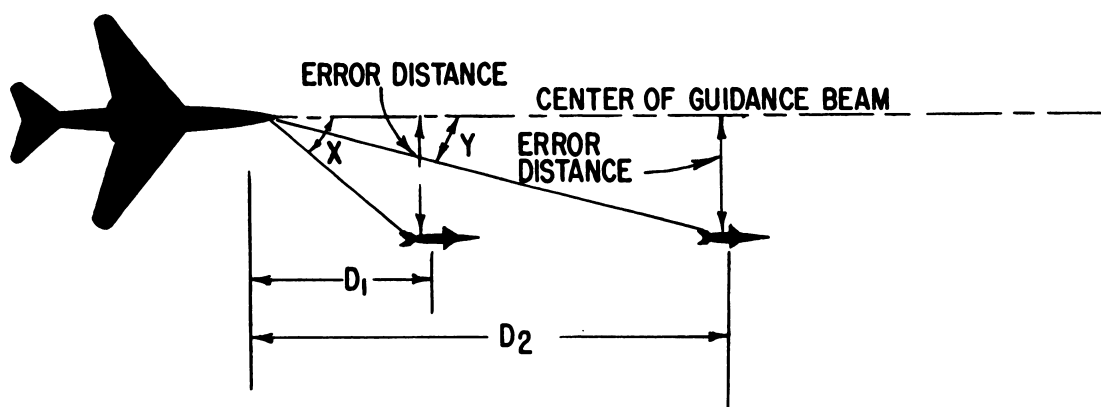 ERROR DISTANCE
CENTER OF GUIDANCE BEAM
X
Y
ERROR
DISTANCE
D1
D2